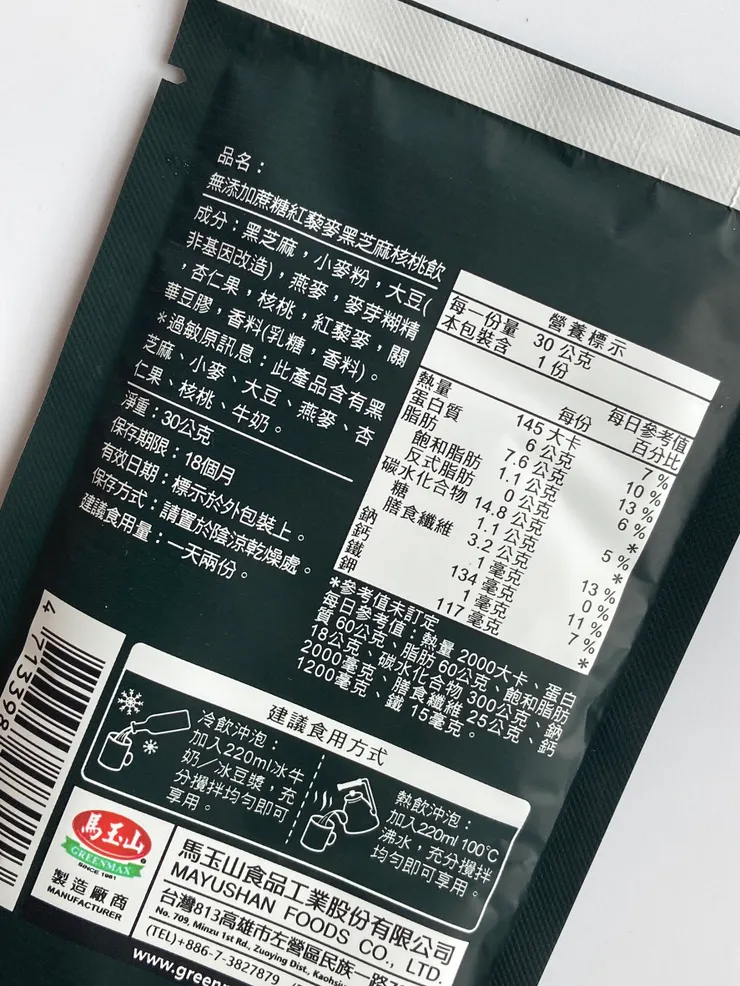 品名：
無添加蔗糖紅藜麥黑芝麻核桃飲
成分：黑芝麻，小麥粉，大豆(
非基因改造)，燕麥，麥芽糊精
，杏仁果，核桃，紅藜麥，關
華豆膠，香料(乳糖，香料)。
*過敏原訊息：此產品含有黑
芝麻、小麥、大豆、燕麥、杏
仁果、核桃、牛奶。
淨重：30公克
保存期限：18個月
有效日期：標示於外包裝上。
保存方式：請置於陰涼乾燥處。
建議食用量：一天兩份。
營養標示
每一份量 30 公克
本包裝含 1 份
每份 每日參考值
百分比
熱量 145 大卡 7 %
蛋白質 6 公克 10 %
脂肪 7.6 公克 13 %
飽和脂肪 1.1 公克 6 %
反式脂肪 0 公克 *
碳水化合物 14.8 公克 5 %
糖 1.1 公克 *
膳食纖維 3.2 公克 13 %
鈉 1 毫克 0 %
鈣 134 毫克 11 %
鐵 1 毫克 7 %
鉀 117 毫克 *
*參考值未訂定
每日參考值：熱量 2000大卡、蛋白
質 60公克、脂肪 60公克、飽和脂肪
18公克、碳水化合物 300公克、鈉
2000毫克、膳食纖維 25公克、鈣
1200毫克、鐵 15毫克。
建議食用方式
冷飲沖泡：
加入220ml冰牛
奶／冰豆漿，充
分攪拌均勻即可
享用。
熱飲沖泡：
加入220ml 100℃
沸水，充分攪拌
均勻即可享用。
4 713398
馬玉山
GREENMAX
SINCE 1981
製造廠商
MANUFACTURER
馬玉山食品工業股份有限公司
MAYUSHAN FOODS CO., LTD.
台灣813高雄市左營區民族一路
No. 709, Minzu 1st Rd., Zuoying Dist.,
(TEL)+886-7-3827879